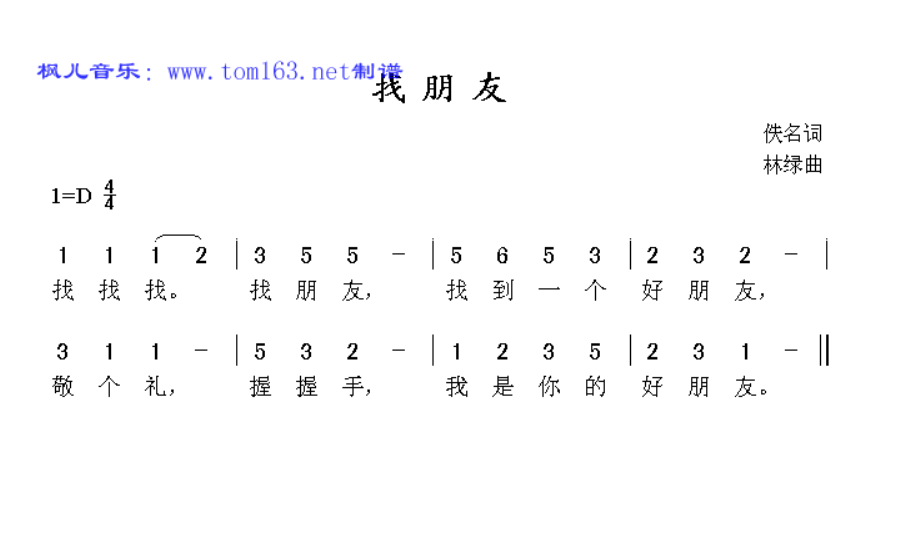 枫儿音乐：www.tom163.net制谱
找朋友
佚名词
林绿曲
1=D 4/4
1 1 1 2 | 3 5 5 - | 5 6 5 3 | 2 3 2 - |
找找找。 找朋友， 找到一个 好朋友，
3 1 1 - | 5 3 2 - | 1 2 3 5 | 2 3 1 - ||
敬个礼， 握握手， 我是你的 好朋友。